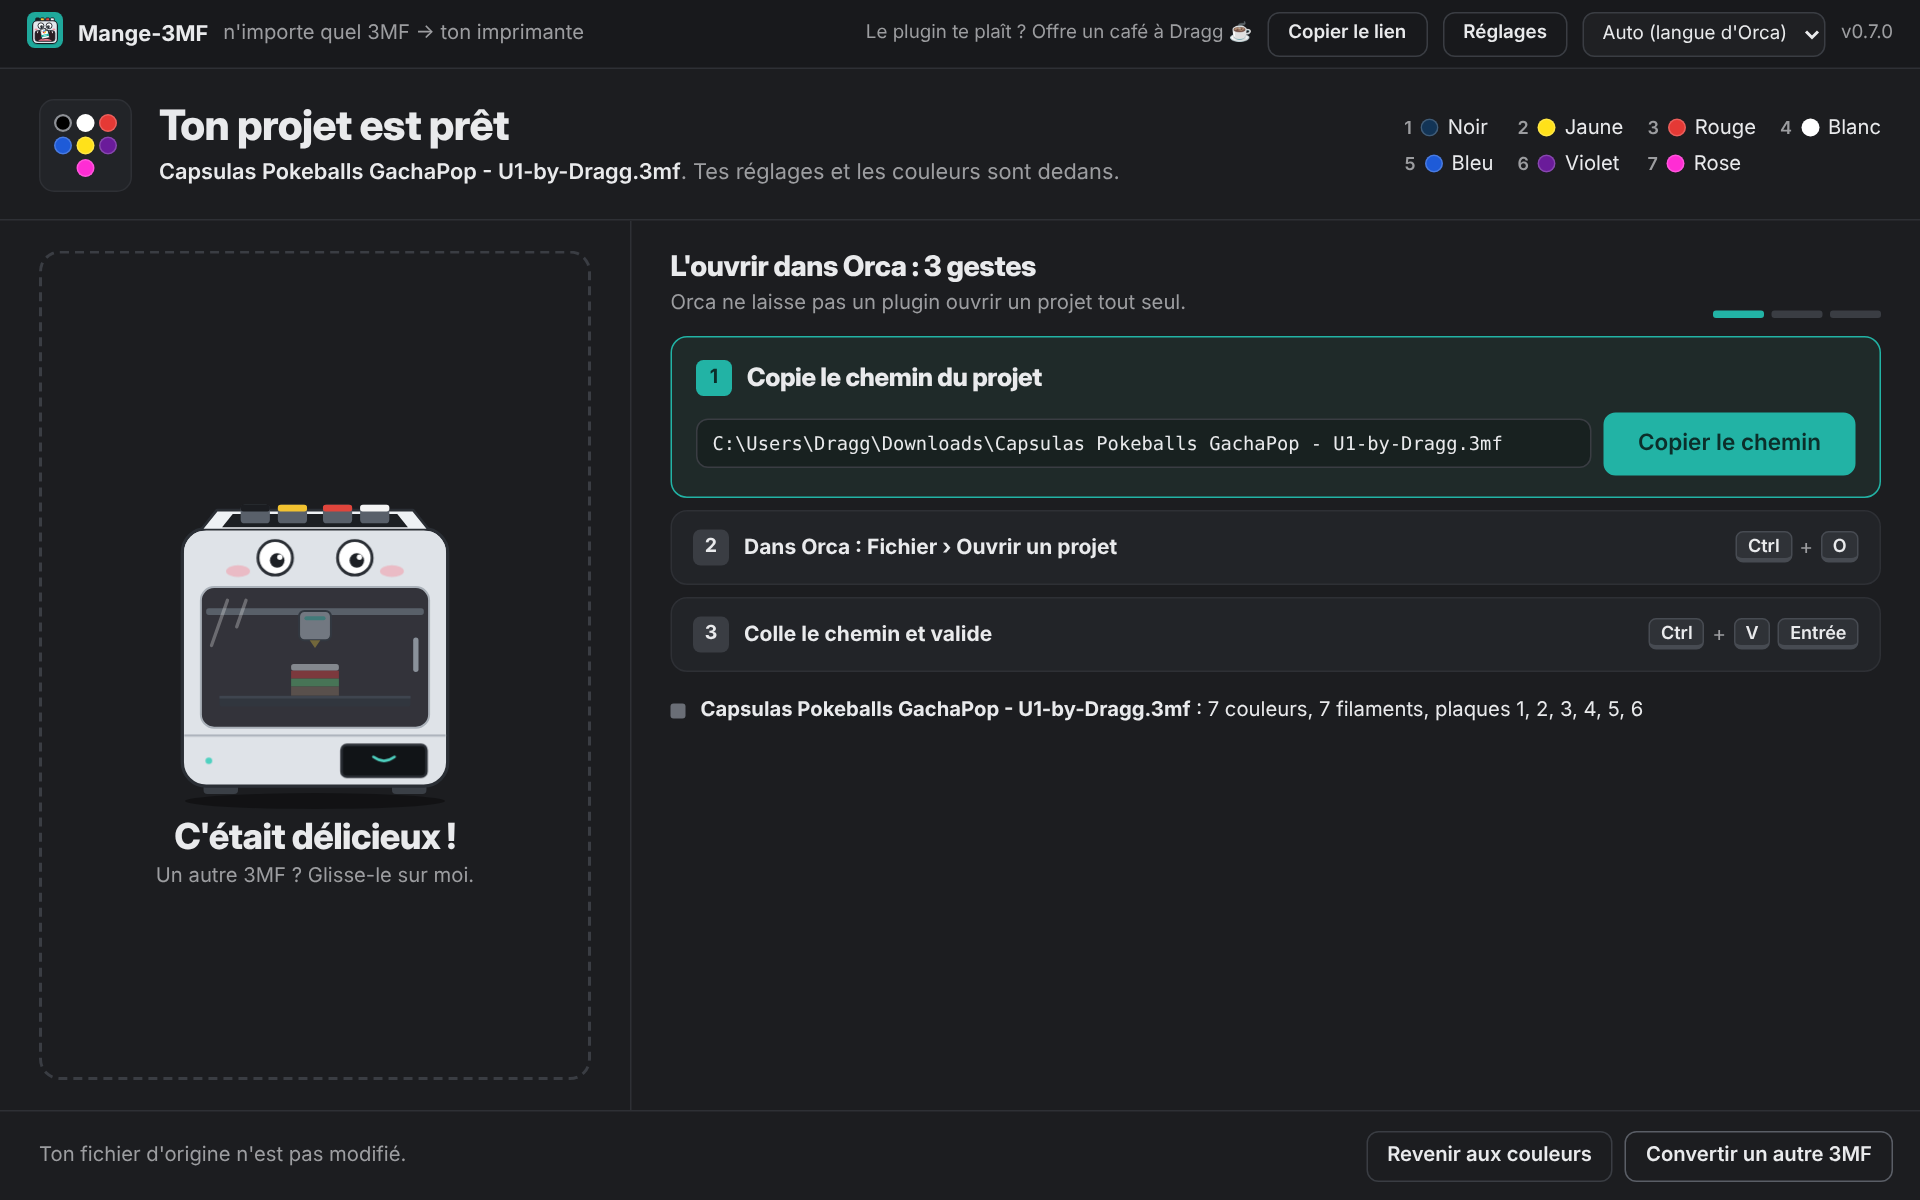 Mange-3MF n'importe quel 3MF → ton imprimante
Le plugin te plaît ? Offre un café à Dragg ☕ Copier le lien Réglages Auto (langue d'Orca) v0.7.0
Ton projet est prêt
Capsulas Pokeballs GachaPop - U1-by-Dragg.3mf. Tes réglages et les couleurs sont dedans.
1 Noir 2 Jaune 3 Rouge 4 Blanc
5 Bleu 6 Violet 7 Rose
C'était délicieux !
Un autre 3MF ? Glisse-le sur moi.
L'ouvrir dans Orca : 3 gestes
Orca ne laisse pas un plugin ouvrir un projet tout seul.
1 Copie le chemin du projet
C:\Users\Dragg\Downloads\Capsulas Pokeballs GachaPop - U1-by-Dragg.3mf Copier le chemin
2 Dans Orca : Fichier › Ouvrir un projet Ctrl + O
3 Colle le chemin et valide Ctrl + V Entrée
Capsulas Pokeballs GachaPop - U1-by-Dragg.3mf : 7 couleurs, 7 filaments, plaques 1, 2, 3, 4, 5, 6
Ton fichier d'origine n'est pas modifié. Revenir aux couleurs Convertir un autre 3MF